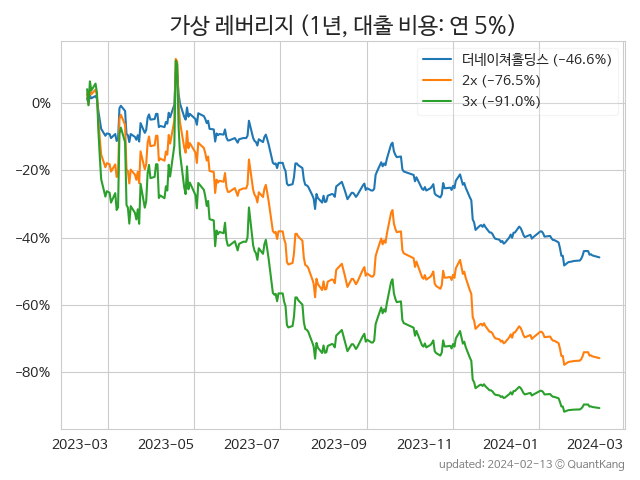 가상 레버리지 (1년, 대출 비용: 연 5%)
더네이쳐홀딩스 (−46.6%)
2x (−76.5%)
3x (−91.0%)
0%
−20%
−40%
−60%
−80%
2023-03 2023-05 2023-07 2023-09 2023-11 2024-01 2024-03
updated: 2024-02-13 © QuantKang